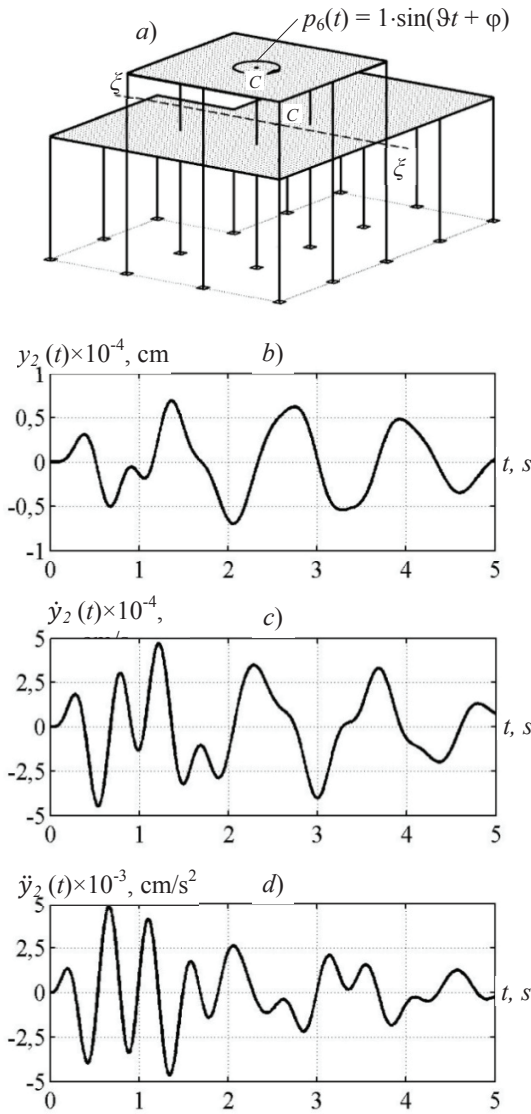 a) p₆(t) = 1·sin(ϑt + φ)
C
ξ C
ξ
y₂ (t)×10⁻⁴, cm b)
1
0,5
0 t, s
-0,5
-1
0 1 2 3 4 5
ẏ₂ (t)×10⁻⁴, c)
5
2,5
0 t, s
-2,5
-5
0 1 2 3 4 5
ÿ₂ (t)×10⁻³, cm/s² d)
5
2,5
0 t, s
-2,5
-5
0 1 2 3 4 5